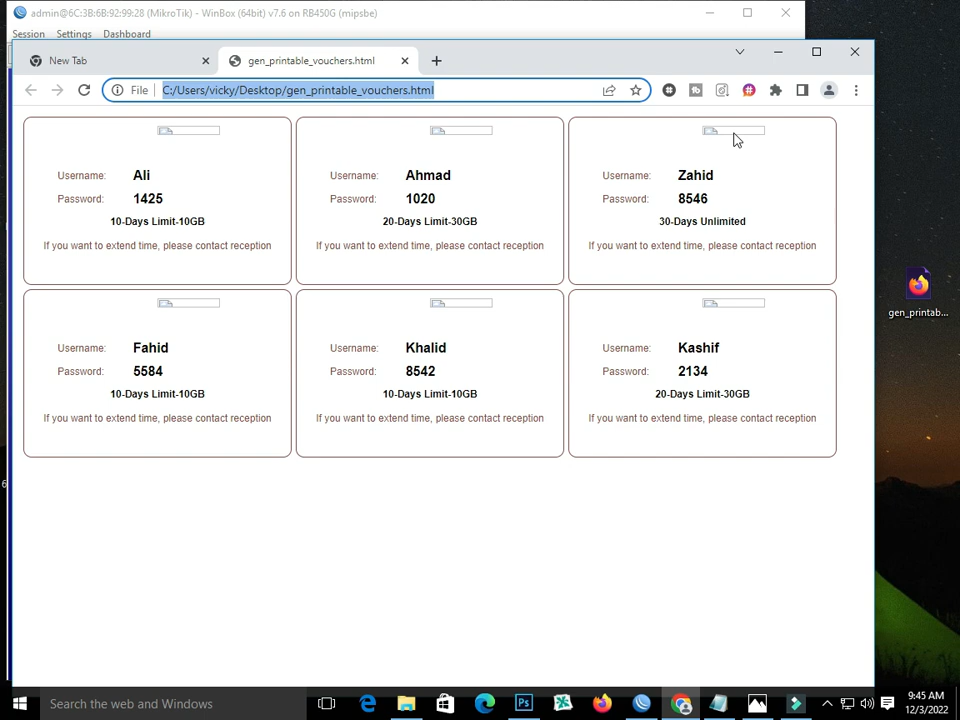 admin@6C:3B:6B:92:99:28 (MikroTik) - WinBox (64bit) v7.6 on RB450G (mipsbe)
Session Settings Dashboard
New Tab
gen_printable_vouchers.html
File
C:/Users/vicky/Desktop/gen_printable_vouchers.html
Username: Ali
Password: 1425
10-Days Limit-10GB
If you want to extend time, please contact reception
Username: Ahmad
Password: 1020
20-Days Limit-30GB
If you want to extend time, please contact reception
Username: Zahid
Password: 8546
30-Days Unlimited
If you want to extend time, please contact reception
Username: Fahid
Password: 5584
10-Days Limit-10GB
If you want to extend time, please contact reception
Username: Khalid
Password: 8542
10-Days Limit-10GB
If you want to extend time, please contact reception
Username: Kashif
Password: 2134
20-Days Limit-30GB
If you want to extend time, please contact reception
gen_printab...
6
Search the web and Windows
Ps
9:45 AM
12/3/2022